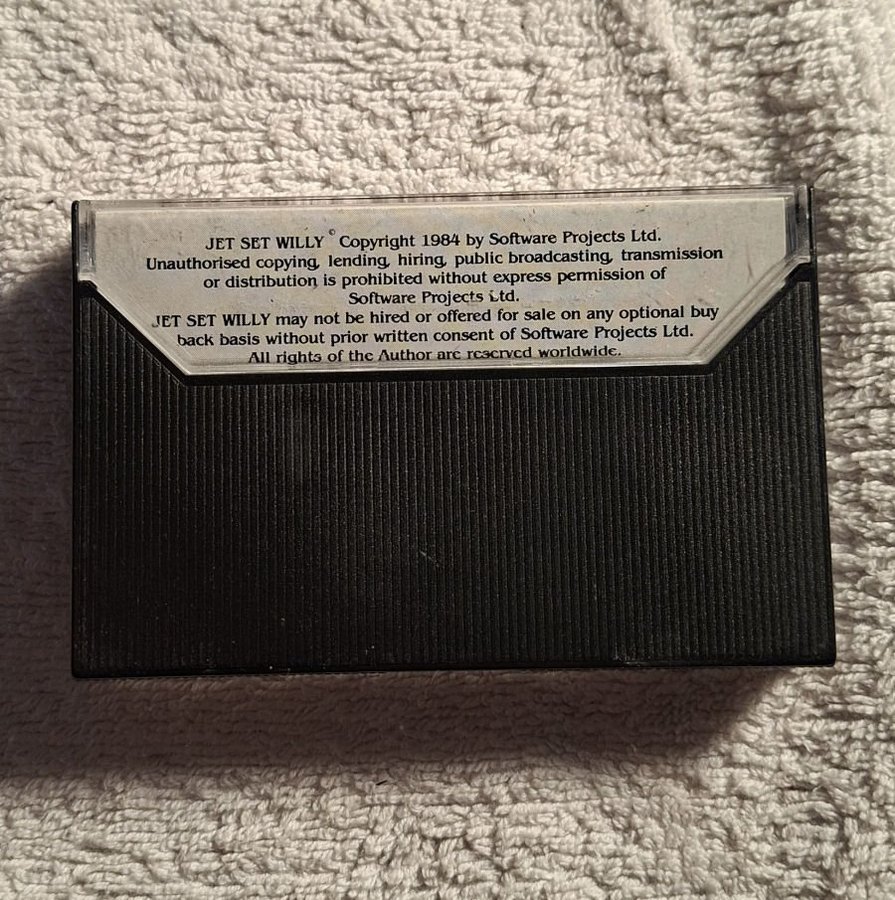 JET SET WILLY © Copyright 1984 by Software Projects Ltd.
Unauthorised copying, lending, hiring, public broadcasting, transmission
or distribution is prohibited without express permission of
Software Projects Ltd.
JET SET WILLY may not be hired or offered for sale on any optional buy
back basis without prior written consent of Software Projects Ltd.
All rights of the Author are reserved worldwide.